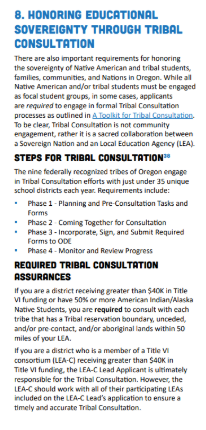 8. HONORING EDUCATIONAL
SOVEREIGNTY THROUGH TRIBAL
CONSULTATION
There are also important requirements for honoring
the sovereignty of Native American and tribal students,
families, communities, and Nations in Oregon. While all
Native American and/or tribal students must be engaged
as focal student groups, in some cases, applicants
are required to engage in formal Tribal Consultation
processes as outlined in A Toolkit for Tribal Consultation.
To be clear, Tribal Consultation is not community
engagement, rather it is a sacred collaboration between
a Sovereign Nation and an Local Education Agency (LEA).
STEPS FOR TRIBAL CONSULTATION
The nine federally recognized tribes of Oregon engage
in Tribal Consultation efforts with just under 35 unique
school districts each year. Requirements include:
• Phase 1 - Planning and Pre-Consultation Tasks and
Forms
• Phase 2 - Coming Together for Consultation
• Phase 3 - Incorporate, Sign, and Submit Required
Forms to ODE
• Phase 4 - Monitor and Review Progress
REQUIRED TRIBAL CONSULTATION
ASSURANCES
If you are a district receiving greater than $40K in Title
VI funding or have 50% or more American Indian/Alaska
Native Students, you are required to consult with each
tribe that has a Tribal reservation boundary, unceded,
and/or pre-contact, and/or aboriginal lands within 50
miles of your LEA.
If you are a district who is a member of a Title VI
consortium (LEA-C) receiving greater than $40K in
Title VI funding, the LEA-C Lead Applicant is ultimately
responsible for the Tribal Consultation. However, the
LEA-C should work with all of their participating LEAs
included on the LEA-C Lead's application to ensure a
timely and accurate Tribal Consultation.